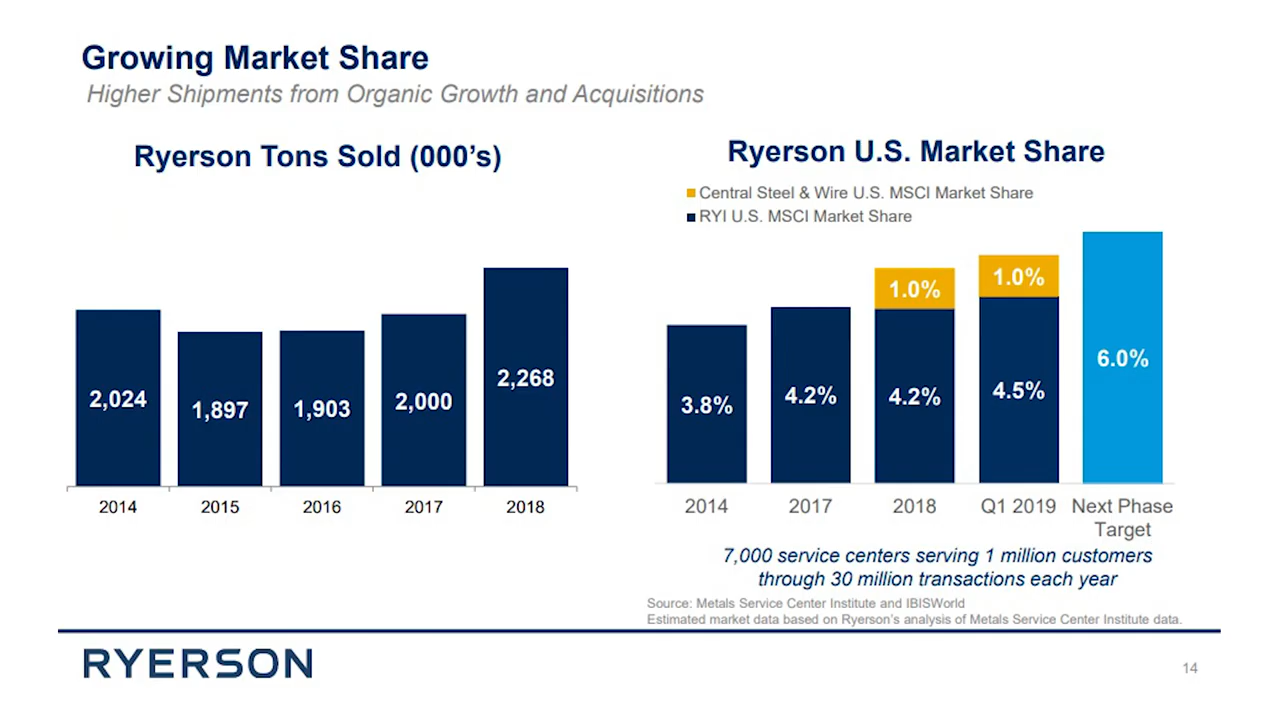 Growing Market Share
Higher Shipments from Organic Growth and Acquisitions
Ryerson Tons Sold (000’s)
2,024
1,897
1,903
2,000
2,268
2014
2015
2016
2017
2018
Ryerson U.S. Market Share
Central Steel & Wire U.S. MSCI Market Share
RYI U.S. MSCI Market Share
1.0%
1.0%
3.8%
4.2%
4.2%
4.5%
6.0%
2014
2017
2018
Q1 2019
Next Phase
Target
7,000 service centers serving 1 million customers
through 30 million transactions each year
Source: Metals Service Center Institute and IBISWorld
Estimated market data based on Ryerson’s analysis of Metals Service Center Institute data.
RYERSON
14